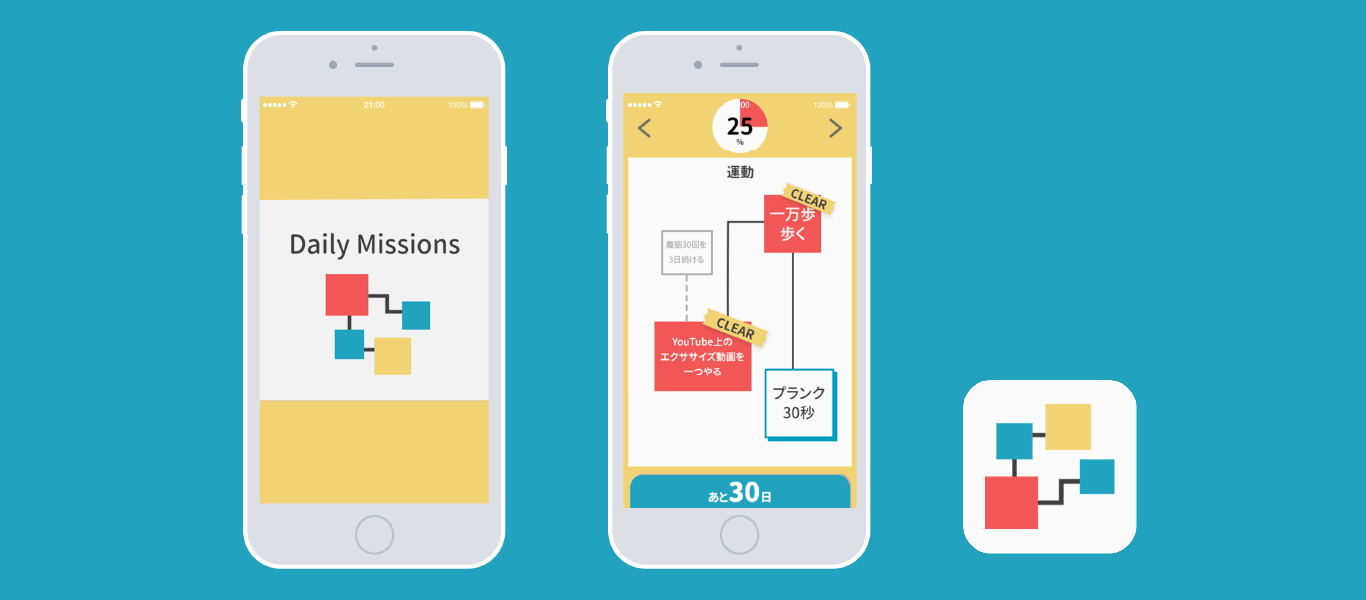 21:00
100%
Daily Missions
100%
25
%
運動
CLEAR
一万歩
歩く
腹筋30回を
3日続ける
CLEAR
YouTube上の
エクササイズ動画を
一つやる
プランク
30秒
あと30日